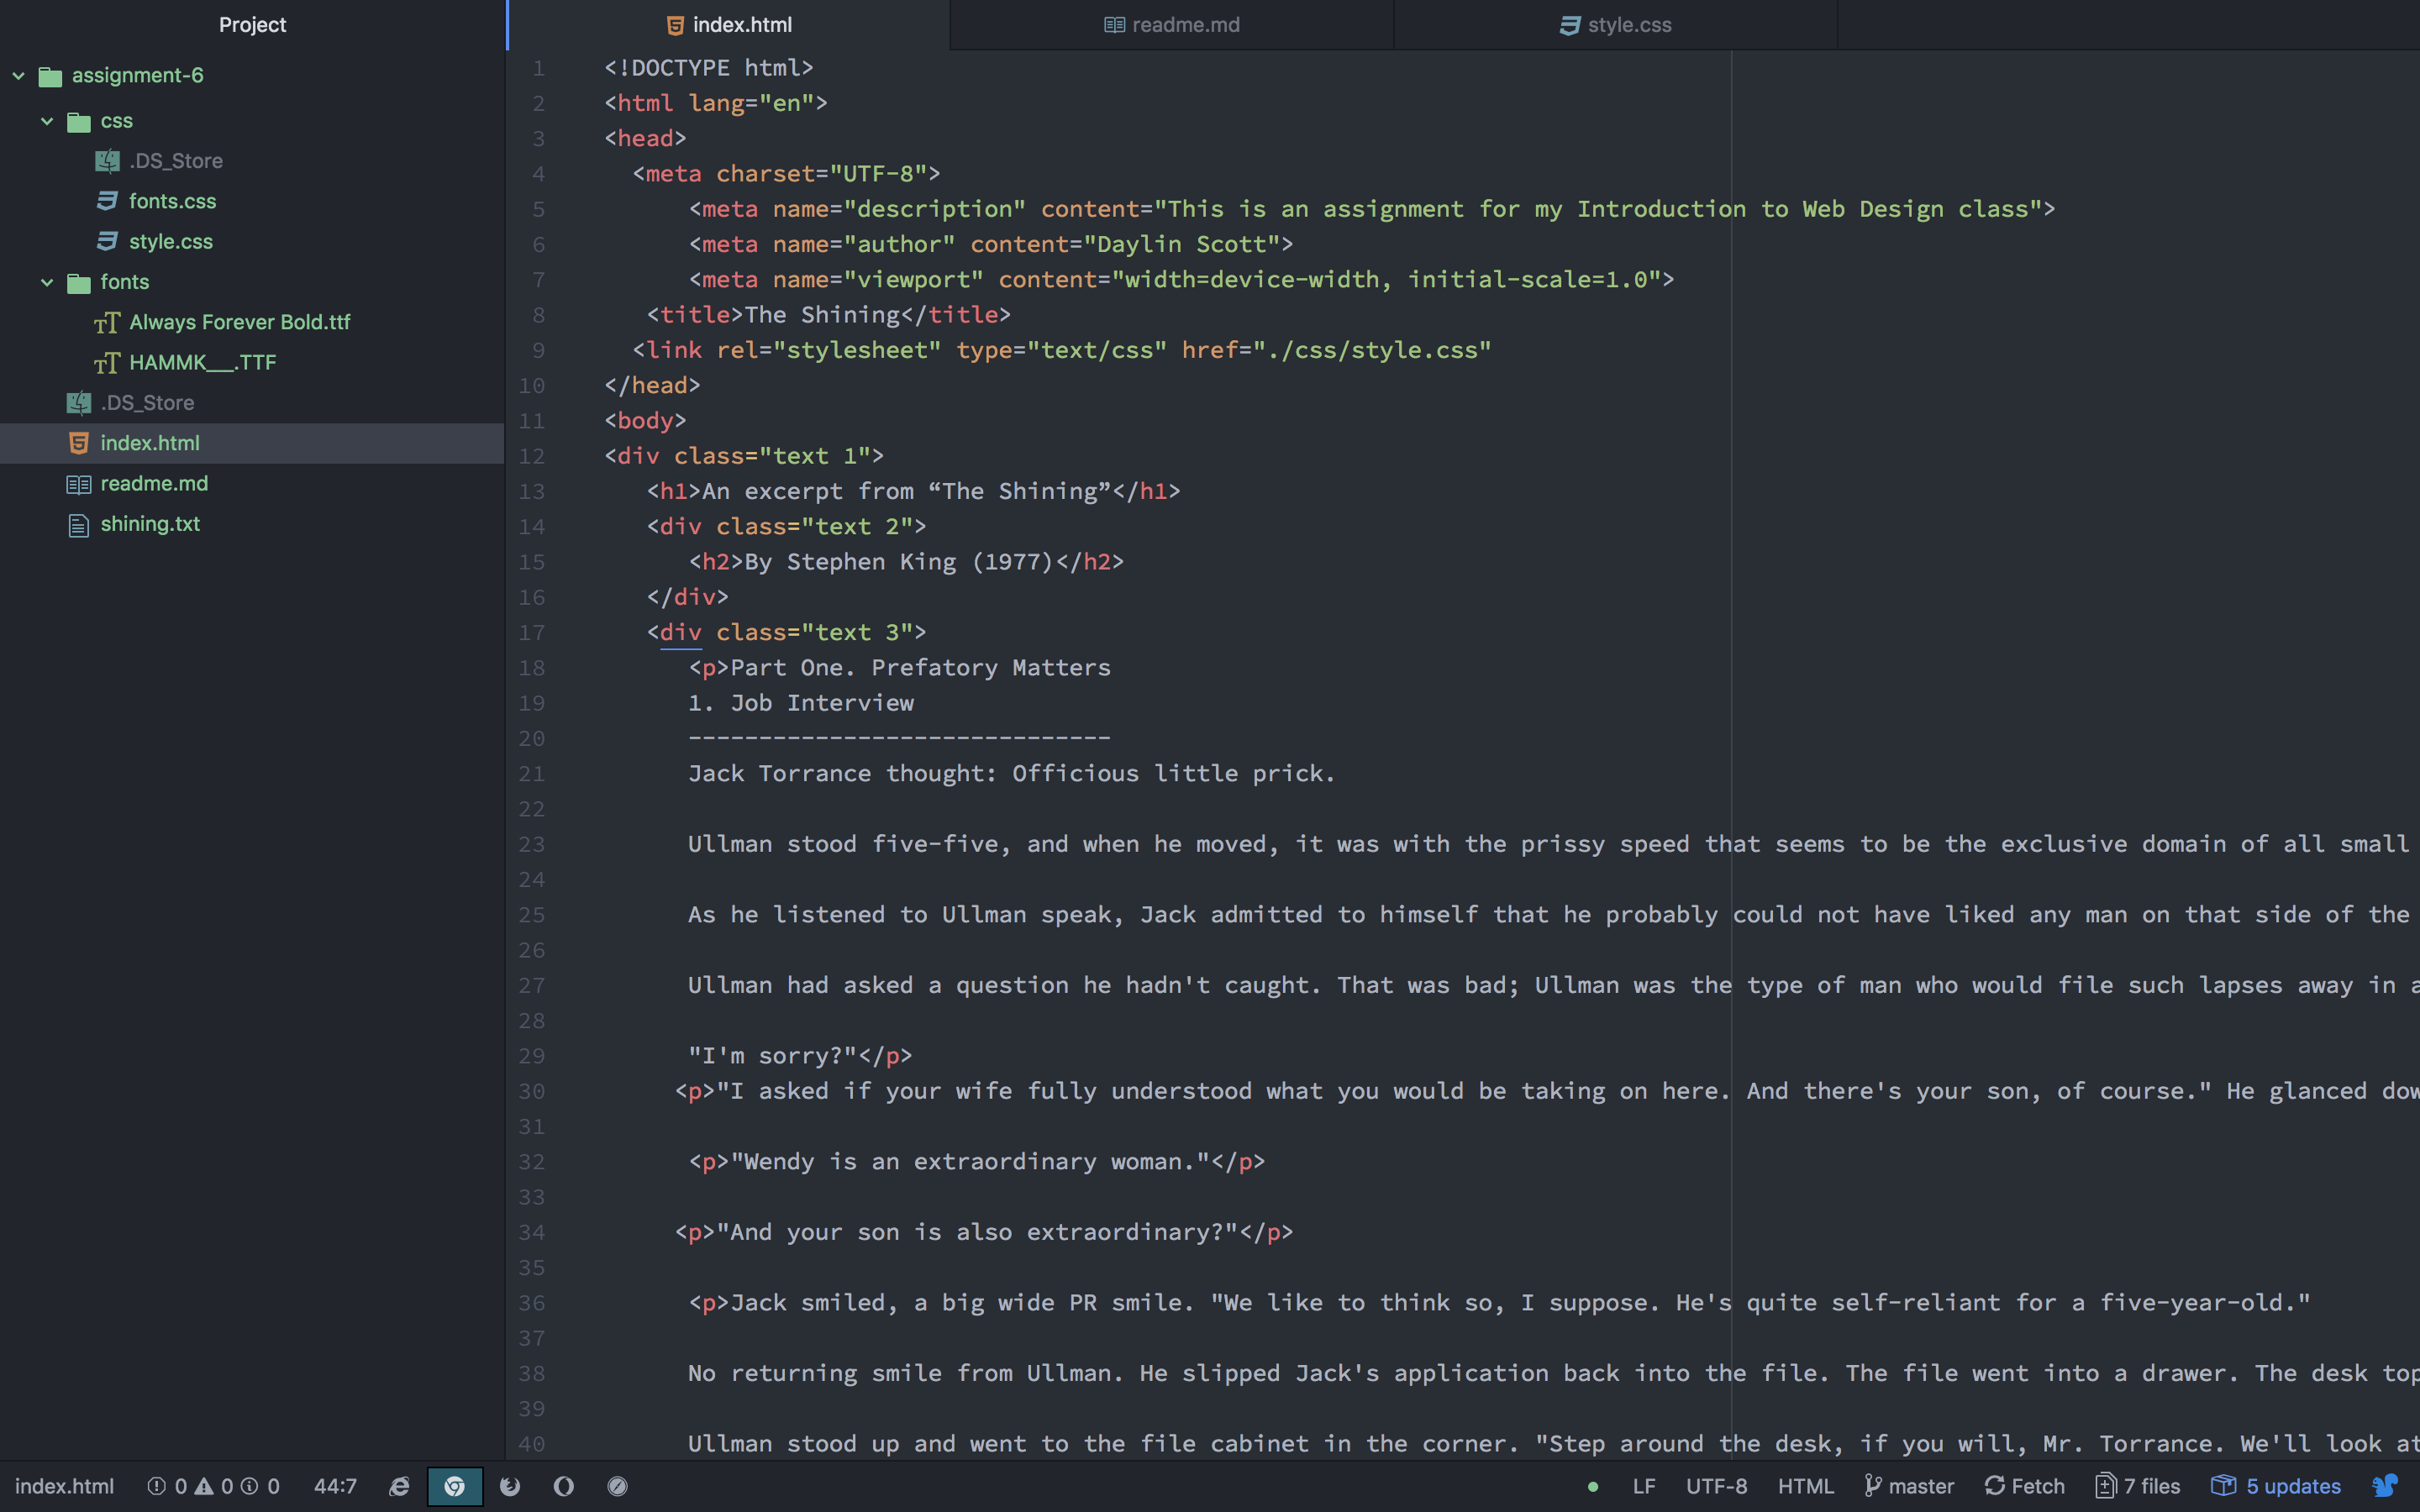 Project
assignment-6
css
.DS_Store
fonts.css
style.css
fonts
Always Forever Bold.ttf
HAMMK___.TTF
.DS_Store
index.html
readme.md
shining.txt
index.html
readme.md
style.css
1 <!DOCTYPE html>
2 <html lang="en">
3 <head>
4 <meta charset="UTF-8">
5 <meta name="description" content="This is an assignment for my Introduction to Web Design class">
6 <meta name="author" content="Daylin Scott">
7 <meta name="viewport" content="width=device-width, initial-scale=1.0">
8 <title>The Shining</title>
9 <link rel="stylesheet" type="text/css" href="./css/style.css"
10 </head>
11 <body>
12 <div class="text 1">
13 <h1>An excerpt from “The Shining”</h1>
14 <div class="text 2">
15 <h2>By Stephen King (1977)</h2>
16 </div>
17 <div class="text 3">
18 <p>Part One. Prefatory Matters
19 1. Job Interview
20 ------------------------------
21 Jack Torrance thought: Officious little prick.
22
23 Ullman stood five-five, and when he moved, it was with the prissy speed that seems to be the exclusive domain of all small
24
25 As he listened to Ullman speak, Jack admitted to himself that he probably could not have liked any man on that side of the
26
27 Ullman had asked a question he hadn't caught. That was bad; Ullman was the type of man who would file such lapses away in a
28
29 "I'm sorry?"</p>
30 <p>"I asked if your wife fully understood what you would be taking on here. And there's your son, of course." He glanced dow
31
32 <p>"Wendy is an extraordinary woman."</p>
33
34 <p>"And your son is also extraordinary?"</p>
35
36 <p>Jack smiled, a big wide PR smile. "We like to think so, I suppose. He's quite self-reliant for a five-year-old."
37
38 No returning smile from Ullman. He slipped Jack's application back into the file. The file went into a drawer. The desk top
39
40 Ullman stood up and went to the file cabinet in the corner. "Step around the desk, if you will, Mr. Torrance. We'll look at
index.html 0 0 0 44:7 LF UTF-8 HTML master Fetch 7 files 5 updates